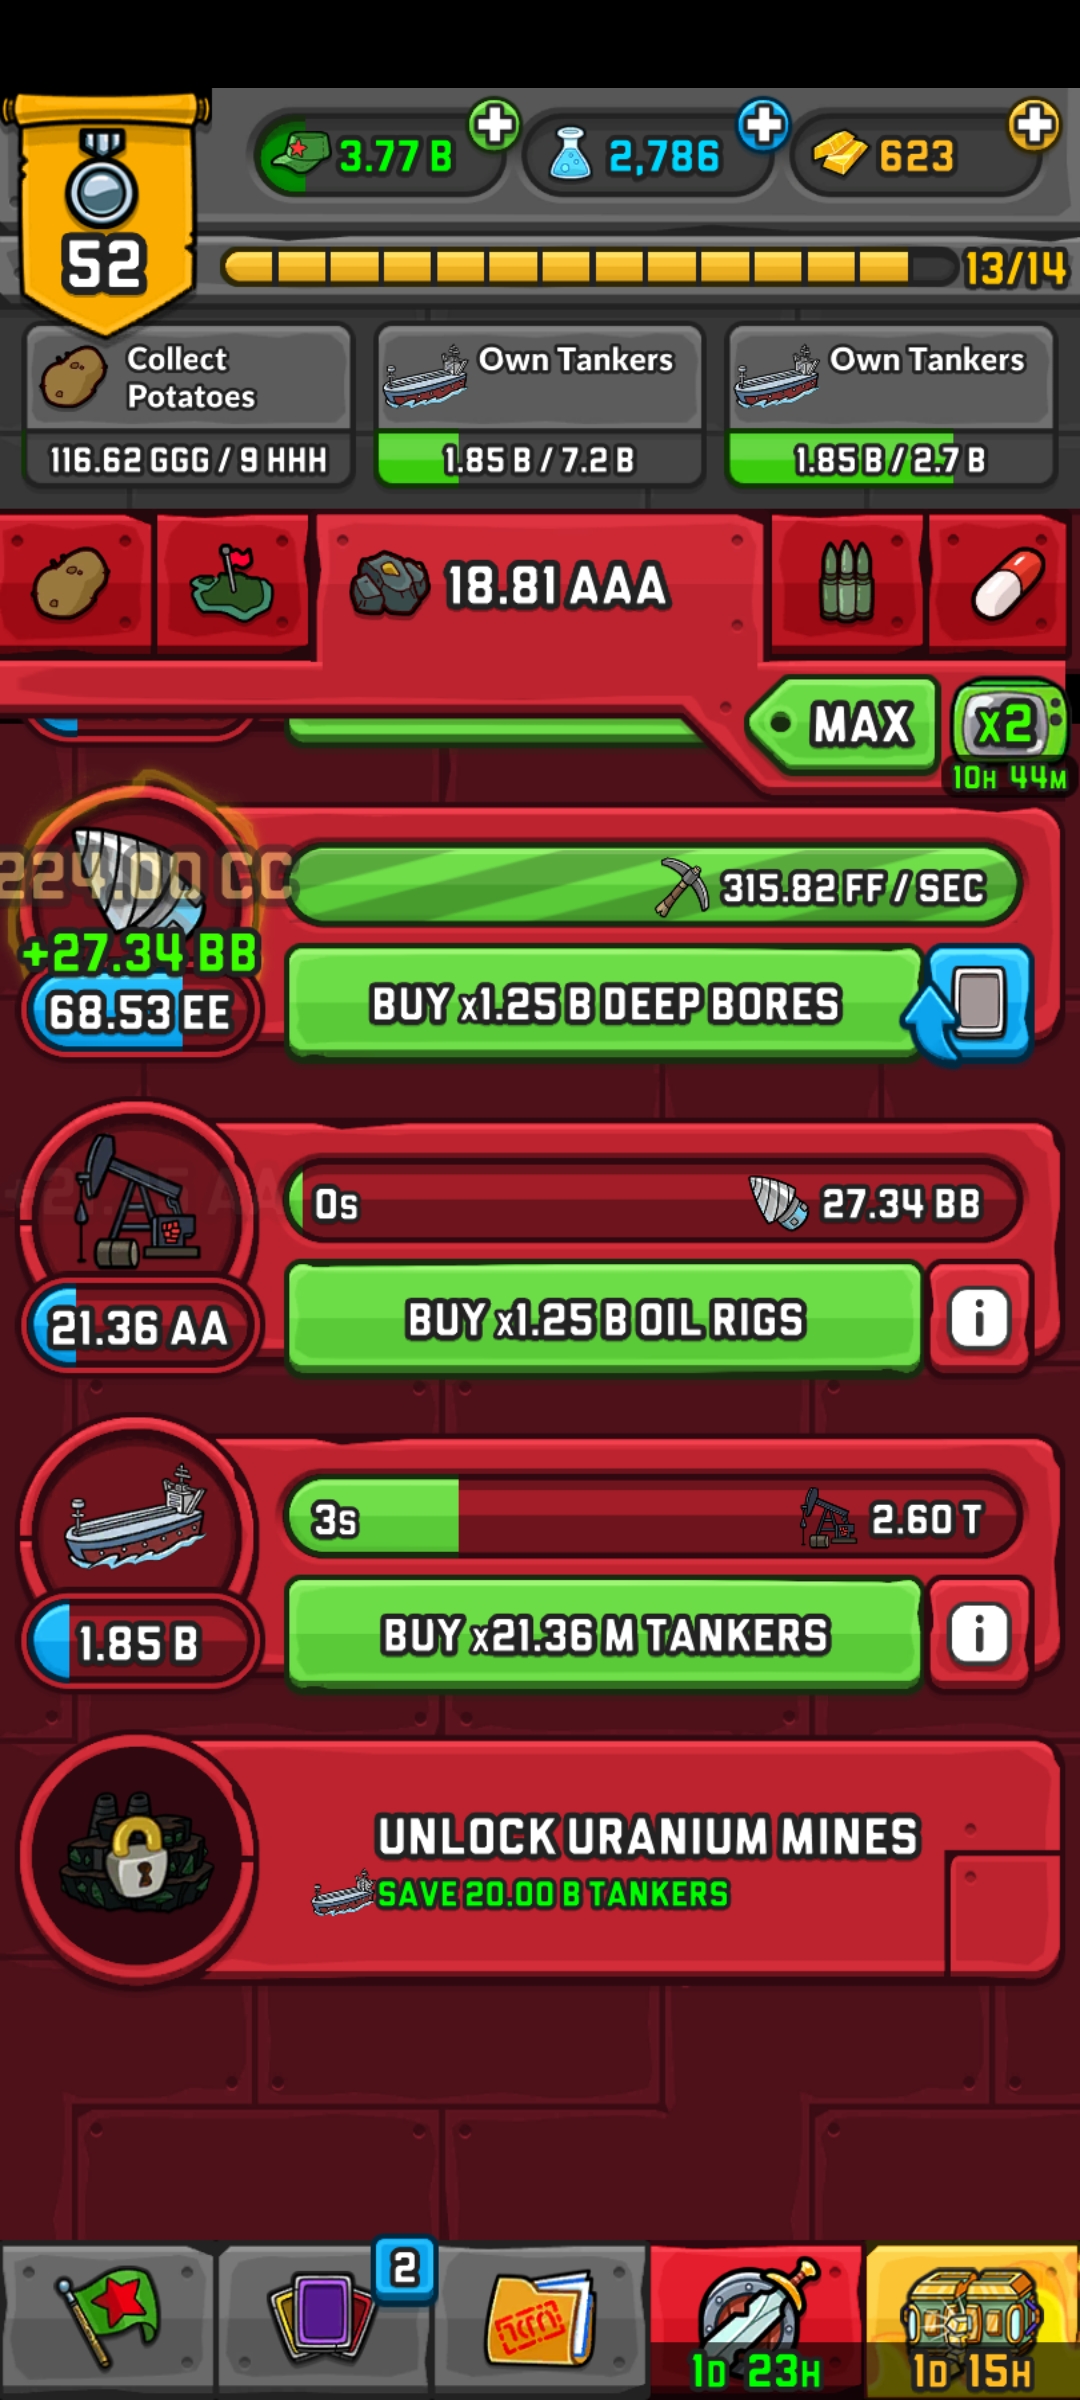 3.77 B
2,786
623
52
13/14
Collect
Potatoes
Own Tankers
Own Tankers
116.62 GGG / 9 HHH
1.85 B / 7.2 B
1.85 B / 2.7 B
18.81 AAA
MAX
x2
10H 44M
224.00 CC
315.82 FF / SEC
+27.34 BB
68.53 EE
BUY x1.25 B DEEP BORES
0s
27.34 BB
21.36 AA
BUY x1.25 B OIL RIGS
i
3s
2.60 T
1.85 B
BUY x21.36 M TANKERS
i
UNLOCK URANIUM MINES
SAVE 20.00 B TANKERS
2
1D 23H
1D 15H